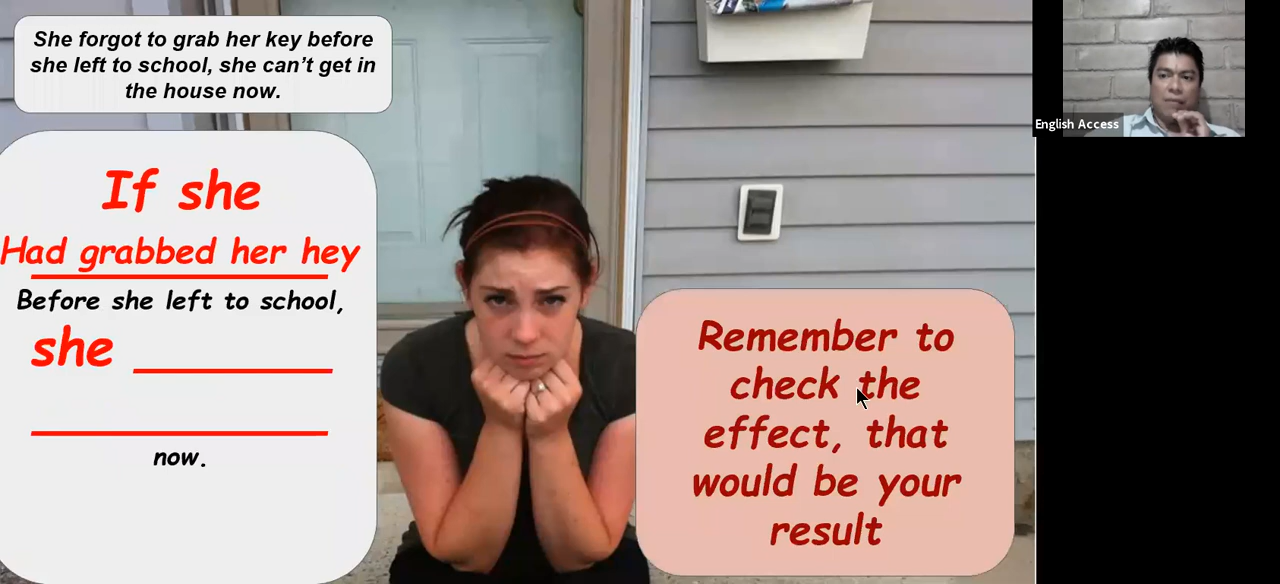 She forgot to grab her key before
she left to school, she can't get in
the house now.
If she
Had grabbed her hey
Before she left to school,
she
now.
Remember to
check the
effect, that
would be your
result
English Access